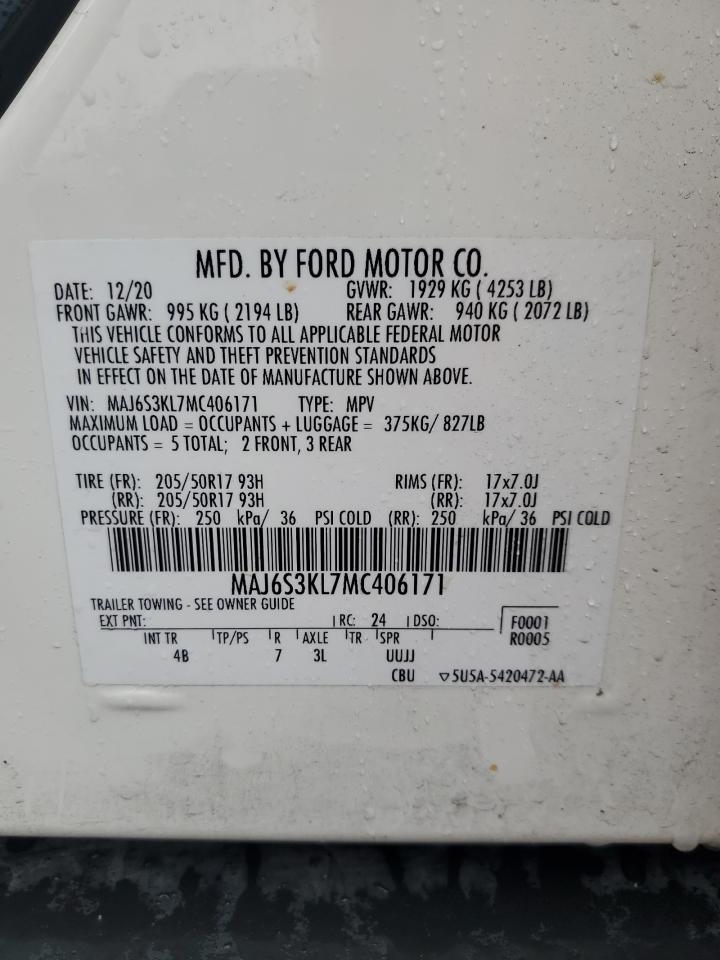 MFD. BY FORD MOTOR CO.
DATE: 12/20 GVWR: 1929 KG ( 4253 LB)
FRONT GAWR: 995 KG ( 2194 LB) REAR GAWR: 940 KG ( 2072 LB)
THIS VEHICLE CONFORMS TO ALL APPLICABLE FEDERAL MOTOR
VEHICLE SAFETY AND THEFT PREVENTION STANDARDS
IN EFFECT ON THE DATE OF MANUFACTURE SHOWN ABOVE.
VIN: MAJ6S3KL7MC406171 TYPE: MPV
MAXIMUM LOAD = OCCUPANTS + LUGGAGE = 375KG/ 827LB
OCCUPANTS = 5 TOTAL; 2 FRONT, 3 REAR
TIRE (FR): 205/50R17 93H RIMS (FR): 17x7.0J
(RR): 205/50R17 93H (RR): 17x7.0J
PRESSURE (FR): 250 kPa/ 36 PSI COLD (RR): 250 kPa/ 36 PSI COLD
MAJ6S3KL7MC406171
TRAILER TOWING - SEE OWNER GUIDE
EXT PNT: RC: 24 DSO: F0001
INT TR TP/PS R AXLE TR SPR R0005
4B 7 3L UUJJ
CBU ▽5U5A-5420472-AA